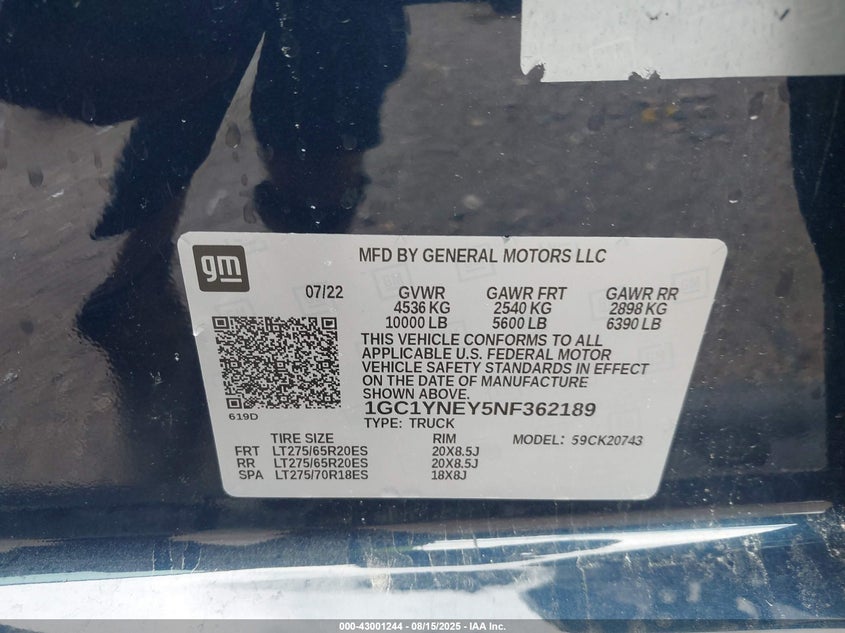 gm
MFD BY GENERAL MOTORS LLC
07/22 GVWR GAWR FRT GAWR RR
4536 KG 2540 KG 2898 KG
10000 LB 5600 LB 6390 LB
THIS VEHICLE CONFORMS TO ALL
APPLICABLE U.S. FEDERAL MOTOR
VEHICLE SAFETY STANDARDS IN EFFECT
ON THE DATE OF MANUFACTURE
SHOWN ABOVE.
1GC1YNEY5NF362189
619D
TYPE: TRUCK
TIRE SIZE RIM MODEL: 59CK20743
FRT LT275/65R20ES 20X8.5J
RR LT275/65R20ES 20X8.5J
SPA LT275/70R18ES 18X8J
000-43001244 - 08/15/2025 - IAA Inc.